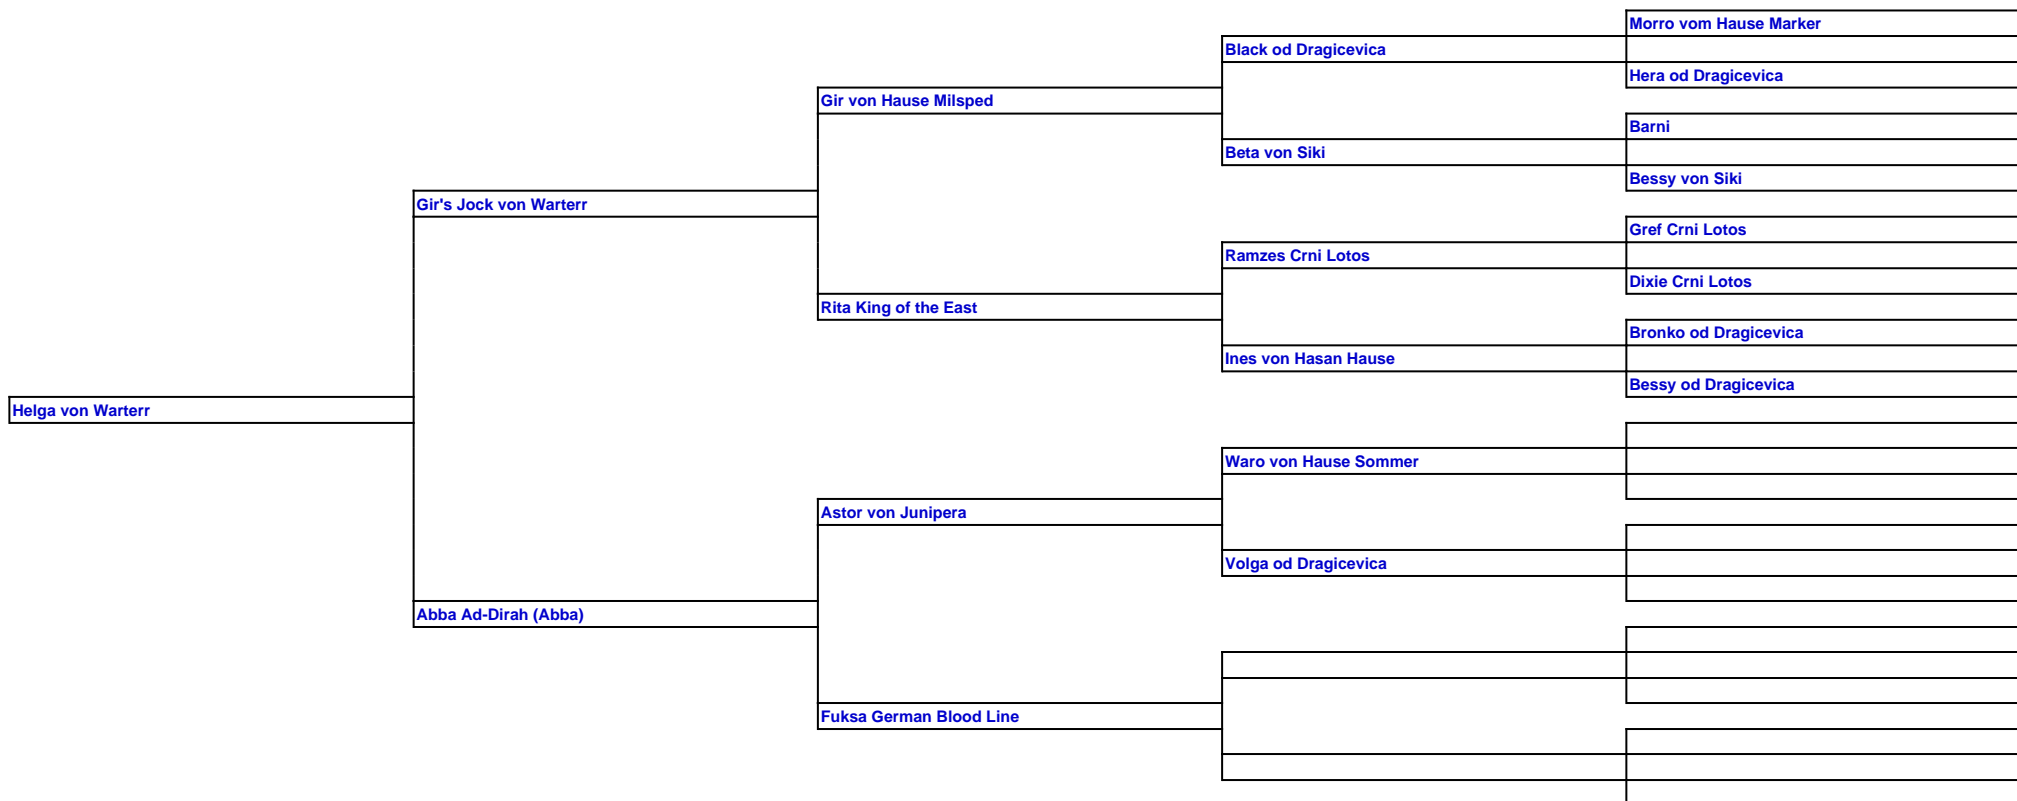 Morro vom Hause Marker
Black od Dragicevica
Hera od Dragicevica
Gir von Hause Milsped
Barni
Beta von Siki
Bessy von Siki
Gir's Jock von Warterr
Gref Crni Lotos
Ramzes Crni Lotos
Dixie Crni Lotos
Rita King of the East
Bronko od Dragicevica
Ines von Hasan Hause
Bessy od Dragicevica
Helga von Warterr
Waro von Hause Sommer
Astor von Junipera
Volga od Dragicevica
Abba Ad-Dirah (Abba)
Fuksa German Blood Line